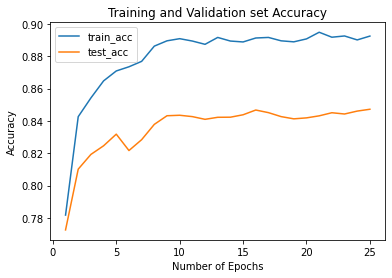 Training and Validation set Accuracy
train_acc
test_acc
Accuracy
0.90
0.88
0.86
0.84
0.82
0.80
0.78
0
5
10
15
20
25
Number of Epochs